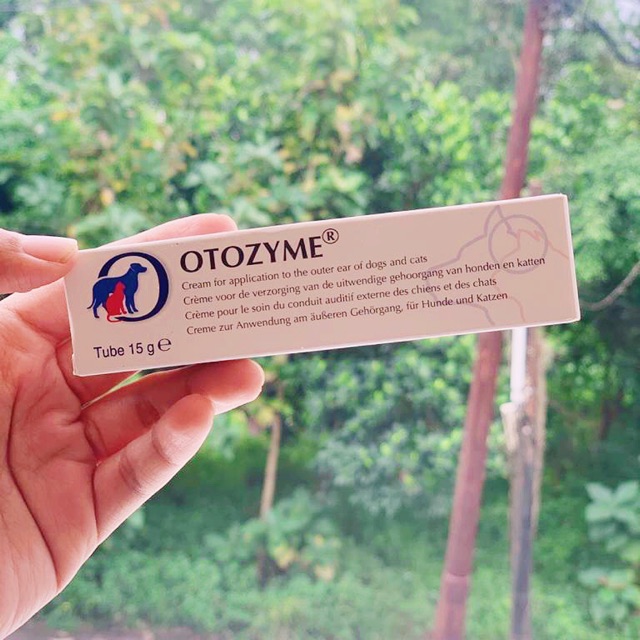 OTOZYME®
Cream for application to the outer ear of dogs and cats
Crème voor de verzorging van de uitwendige gehoorgang van honden en katten
Crème pour le soin du conduit auditif externe des chiens et des chats
Creme zur Anwendung am äußeren Gehörgang, für Hunde und Katzen
Tube 15 g ℮